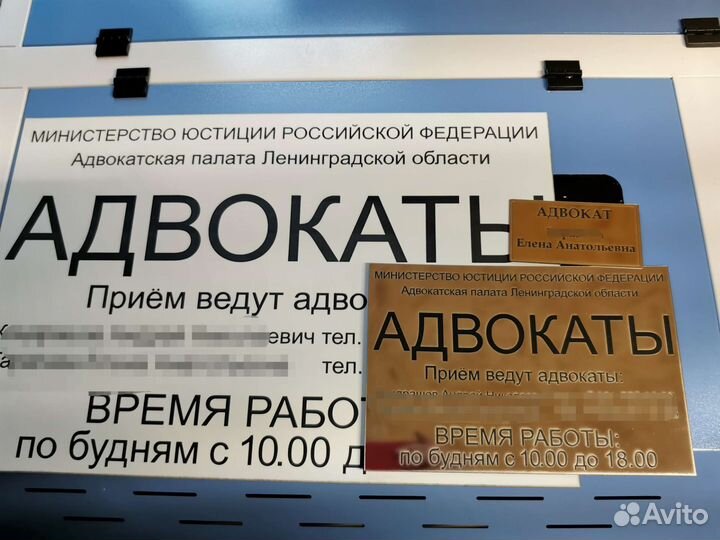 МИНИСТЕРСТВО ЮСТИЦИИ РОССИЙСКОЙ ФЕДЕРАЦИИ
Адвокатская палата Ленинградской области
АДВОКАТЫ
Приём ведут адво
евич тел.
тел.
ВРЕМЯ РАБОТ
по будням с 10.00 д
АДВОКАТ
Елена Анатольевна
МИНИСТЕРСТВО ЮСТИЦИИ РОССИЙСКОЙ ФЕДЕРАЦИИ
Адвокатская палата Ленинградской области
АДВОКАТЫ
Приём ведут адвокаты:
ВРЕМЯ РАБОТЫ:
по будням с 10.00 до 18.00
Avito